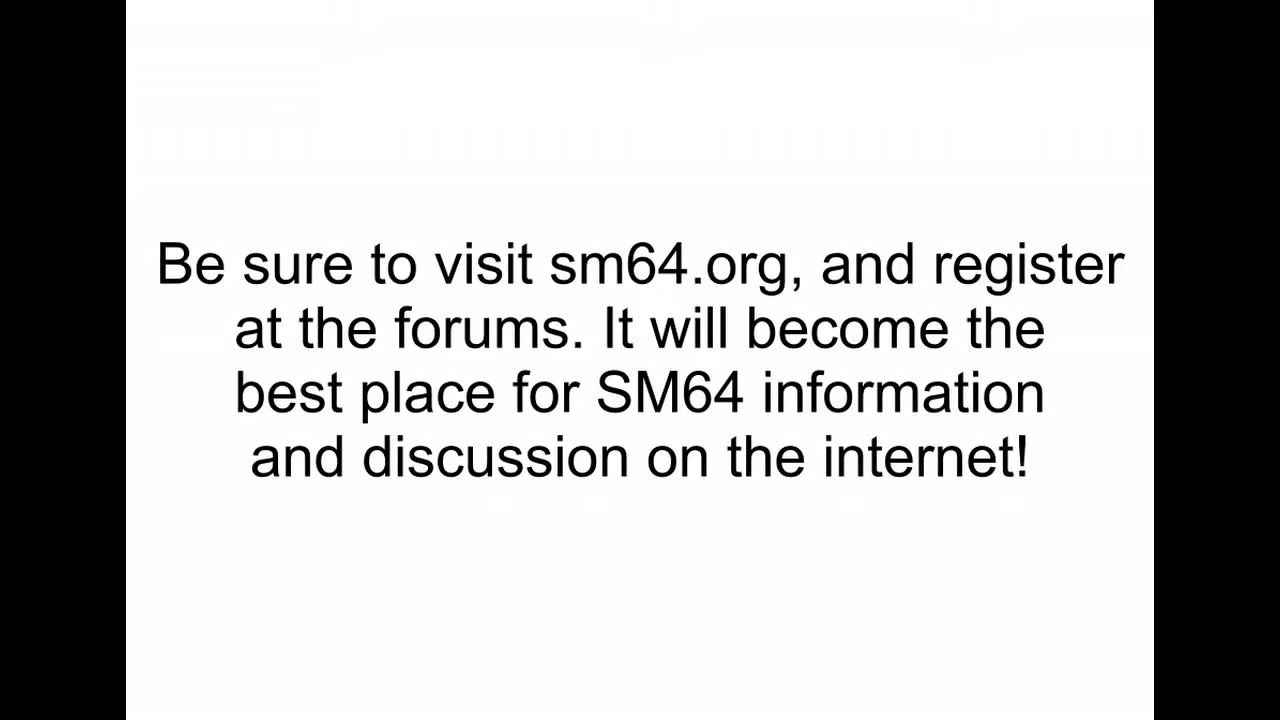 Be sure to visit sm64.org, and register
at the forums. It will become the
best place for SM64 information
and discussion on the internet!